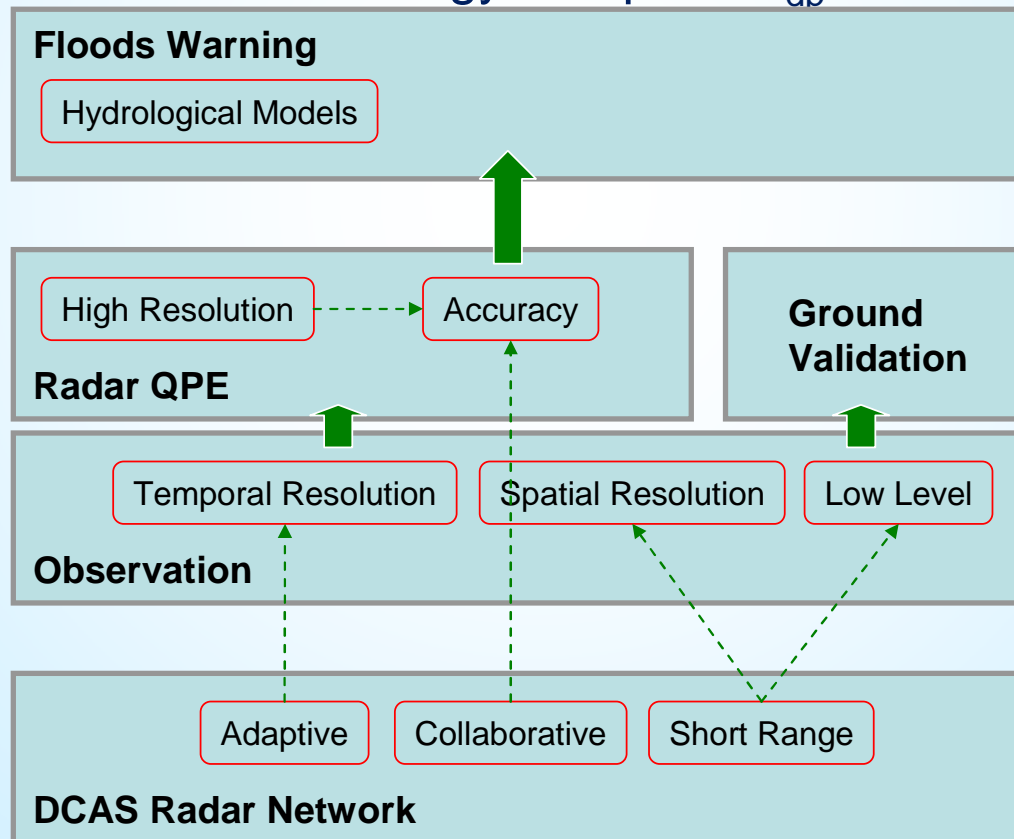 Floods Warning
Hydrological Models
High Resolution
Accuracy
Radar QPE
Ground
Validation
Temporal Resolution
Spatial Resolution
Low Level
Observation
Adaptive
Collaborative
Short Range
DCAS Radar Network